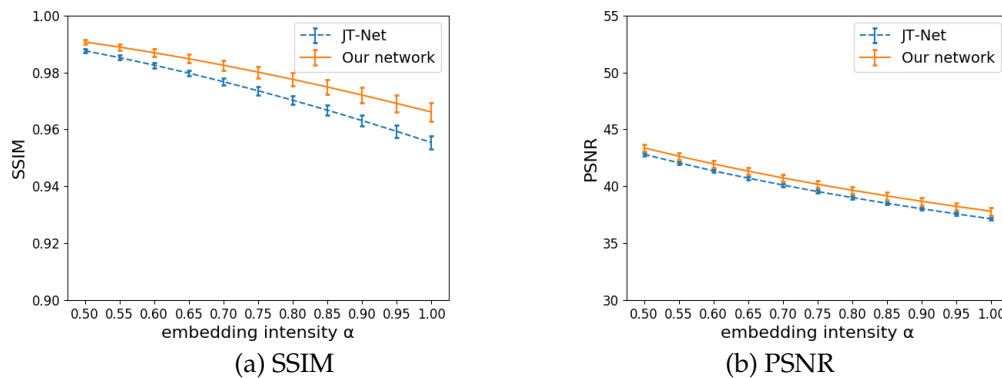 1.00
0.98
0.96
0.94
0.92
0.90
SSIM
JT-Net
Our network
0.50 0.55 0.60 0.65 0.70 0.75 0.80 0.85 0.90 0.95 1.00
embedding intensity α
(a) SSIM
55
50
45
40
35
30
PSNR
JT-Net
Our network
0.50 0.55 0.60 0.65 0.70 0.75 0.80 0.85 0.90 0.95 1.00
embedding intensity α
(b) PSNR